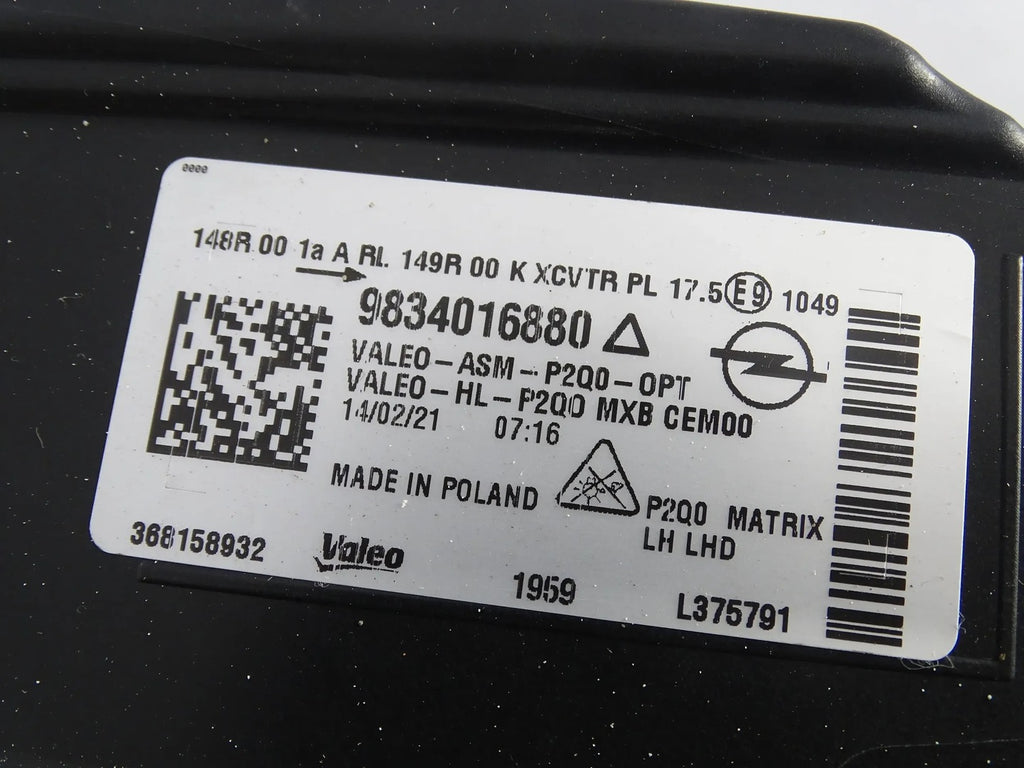 0000
148R 00 1a A RL 149R 00 K XCVTR PL 17.5 E9 1049
9834016880
VALEO-ASM-P2Q0-OPT
VALEO-HL-P2Q0 MXB CEM00
14/02/21 07:16
MADE IN POLAND
P2Q0 MATRIX
LH LHD
368158932
Valeo
1959
L375791